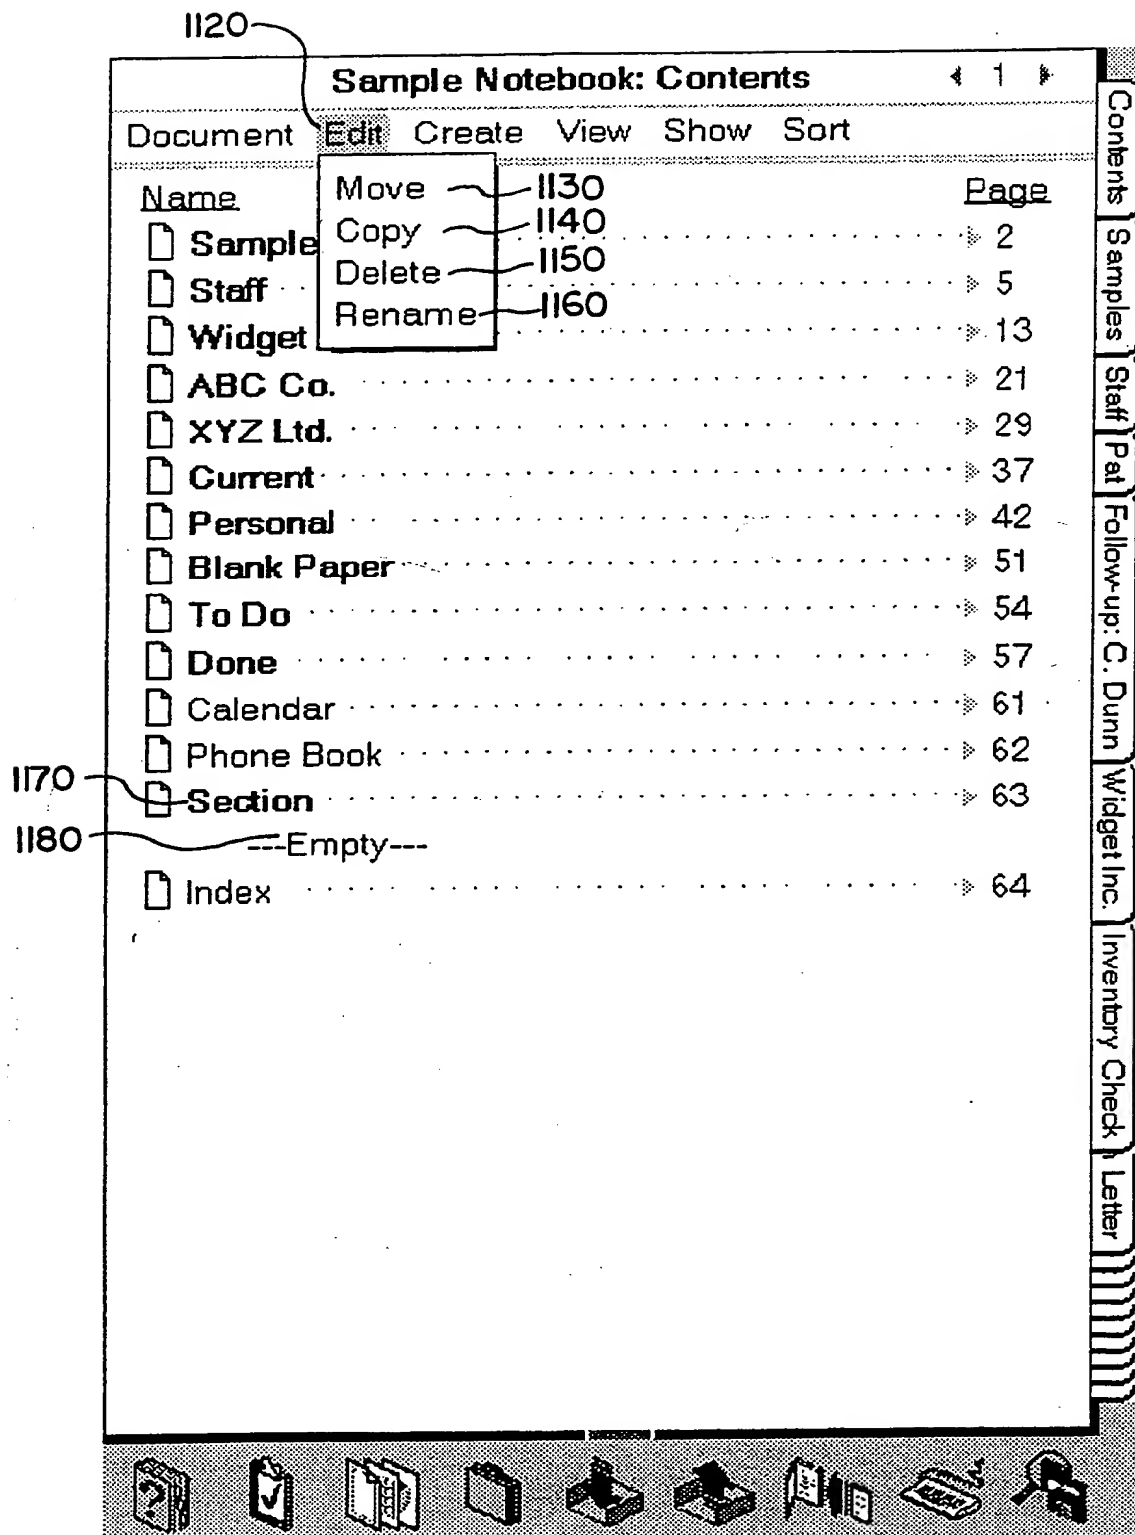 1120
Sample Notebook: Contents 1
Document Edit Create View Show Sort
Name Page
Move 1130
Copy 1140
Delete 1150
Rename 1160
Sample 2
Staff 5
Widget 13
ABC Co. 21
XYZ Ltd. 29
Current 37
Personal 42
Blank Paper 51
To Do 54
Done 57
Calendar 61
Phone Book 62
1170 Section 63
1180 ---Empty---
Index 64
Contents
Samples
Staff
Pat
Follow-up: C. Dunn
Widget Inc.
Inventory Check
Letter
?